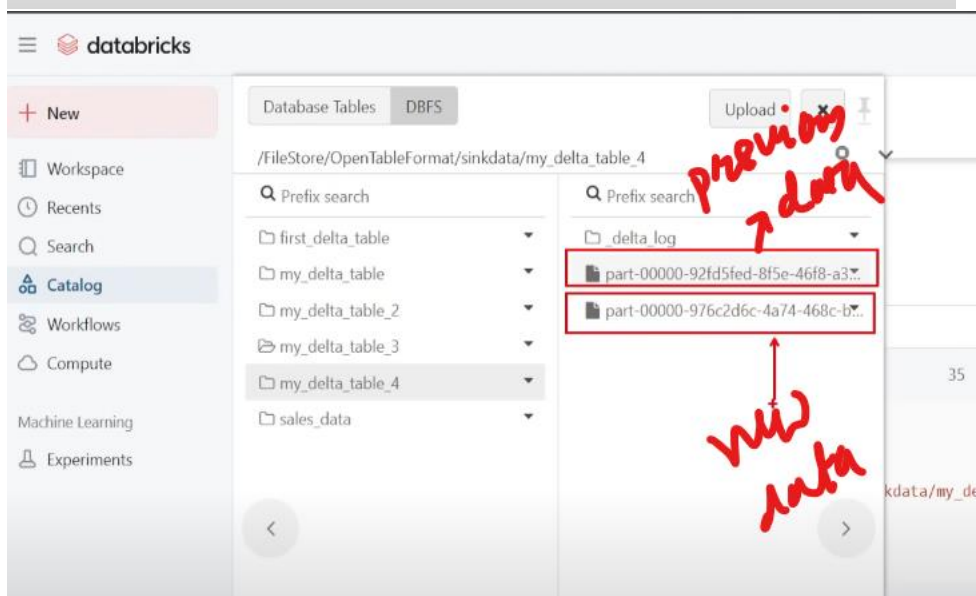 databricks
New
Workspace
Recents
Search
Catalog
Workflows
Compute
Machine Learning
Experiments
Database Tables DBFS
Upload
/FileStore/OpenTableFormat/sinkdata/my_delta_table_4
Prefix search
first_delta_table
my_delta_table
my_delta_table_2
my_delta_table_3
my_delta_table_4
sales_data
Prefix search
_delta_log
part-00000-92fd5fed-8f5e-46f8-a3...
part-00000-976c2d6c-4a74-468c-b...
previous
data
new
data
35
kdata/my_de